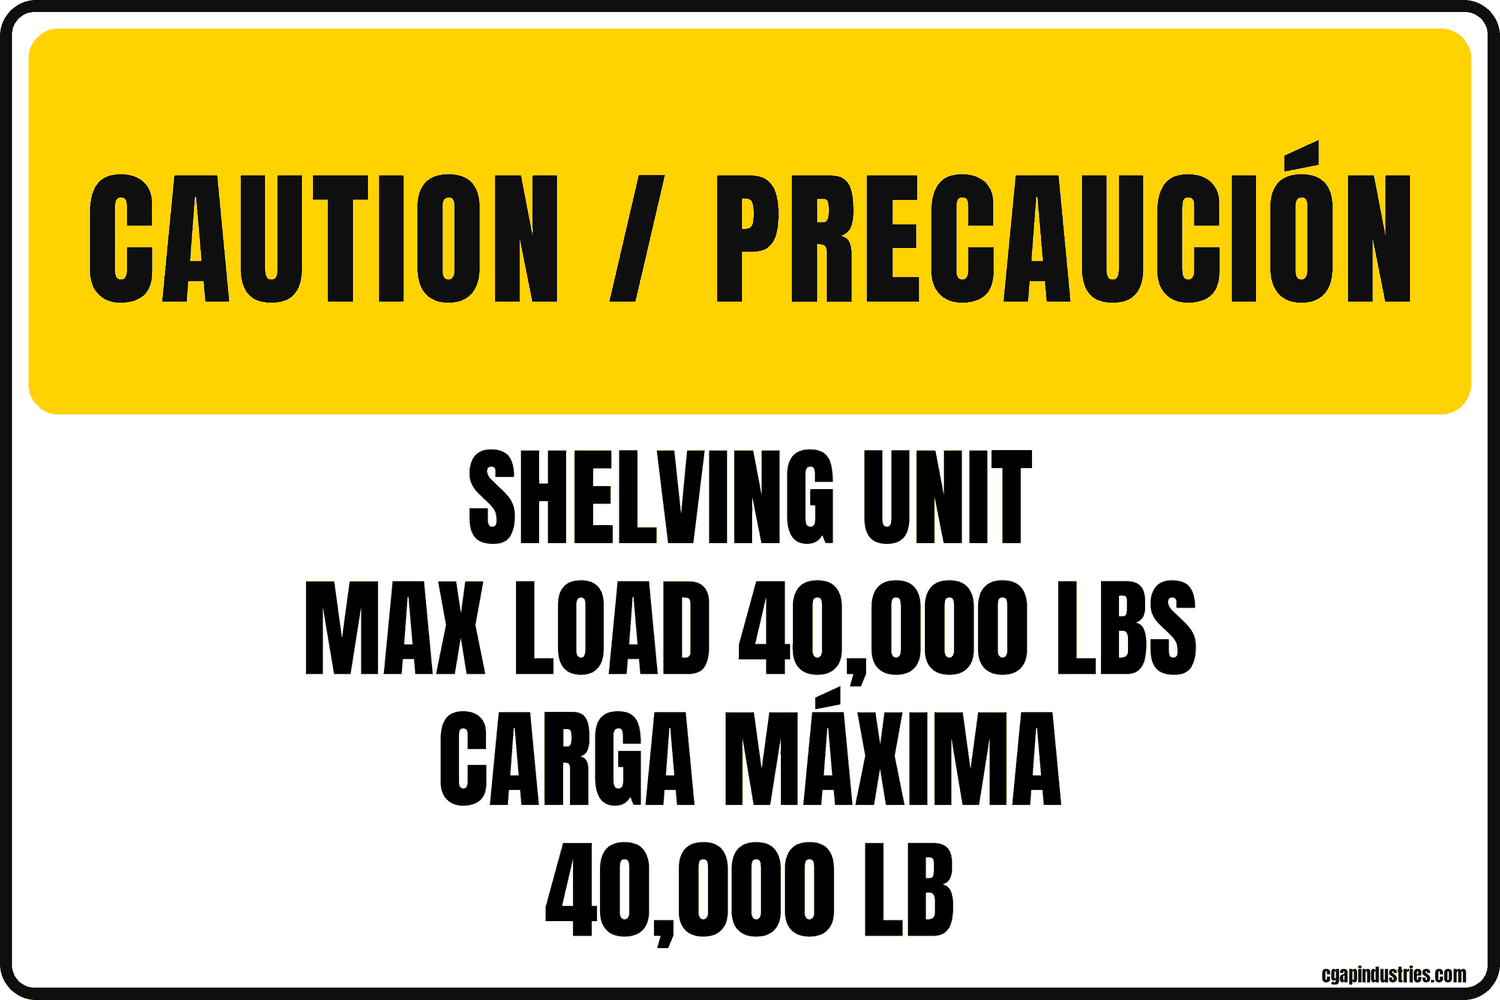 CAUTION / PRECAUCIÓN
SHELVING UNIT
MAX LOAD 40,000 LBS
CARGA MÁXIMA
40,000 LB
cgapindustries.com